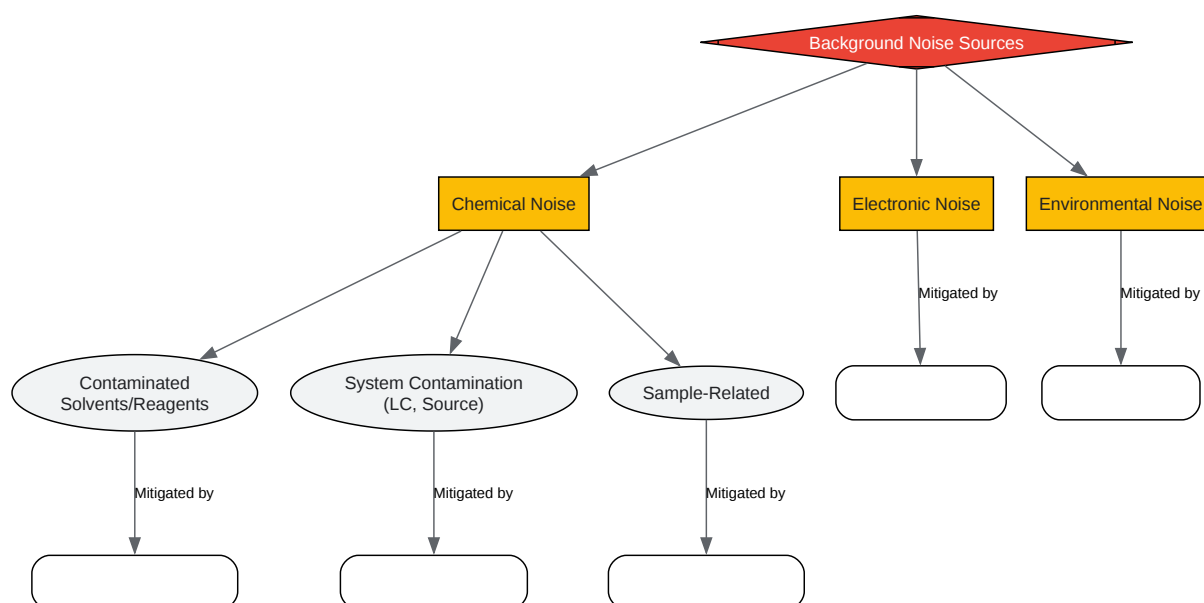 Background Noise Sources
Chemical Noise
Electronic Noise
Environmental Noise
Mitigated by
Mitigated by
Contaminated
Solvents/Reagents
System Contamination
(LC, Source)
Sample-Related
Mitigated by
Mitigated by
Mitigated by